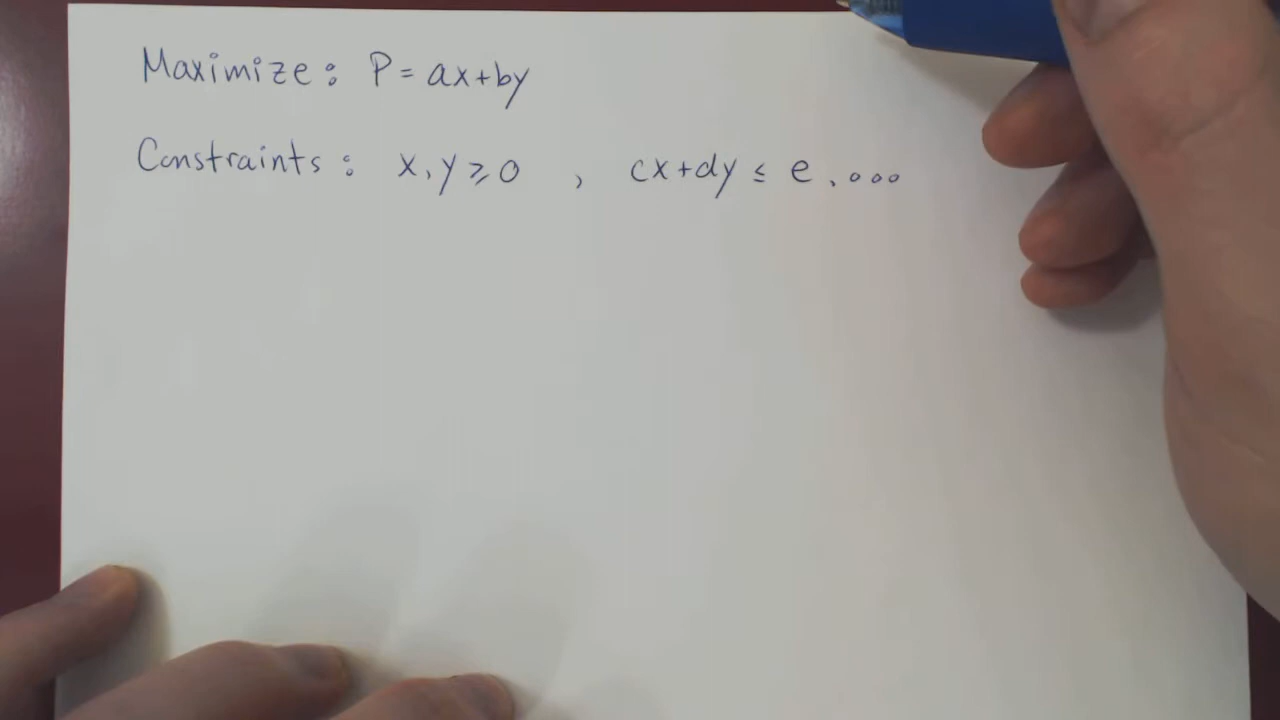 Maximize: P = ax+by
Constraints: x, y ≥ 0 , cx+dy ≤ e, ...